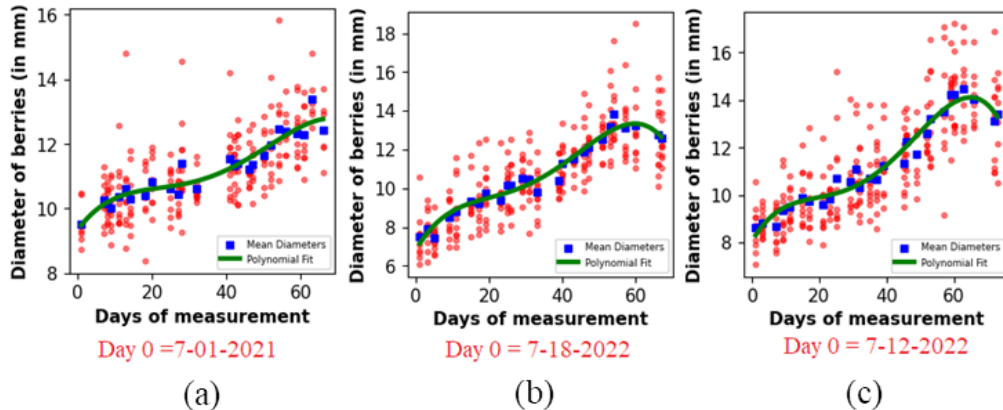 Diameter of berries (in mm)
16
14
12
10
8
0 20 40 60
Mean Diameters
Polynomial Fit
Days of measurement
Day 0 =7-01-2021
(a)
Diameter of berries (in mm)
18
16
14
12
10
8
6
0 20 40 60
Mean Diameters
Polynomial Fit
Days of measurement
Day 0 = 7-18-2022
(b)
Diameter of berries (in mm)
16
14
12
10
8
0 20 40 60
Mean Diameters
Polynomial Fit
Days of measurement
Day 0 = 7-12-2022
(c)